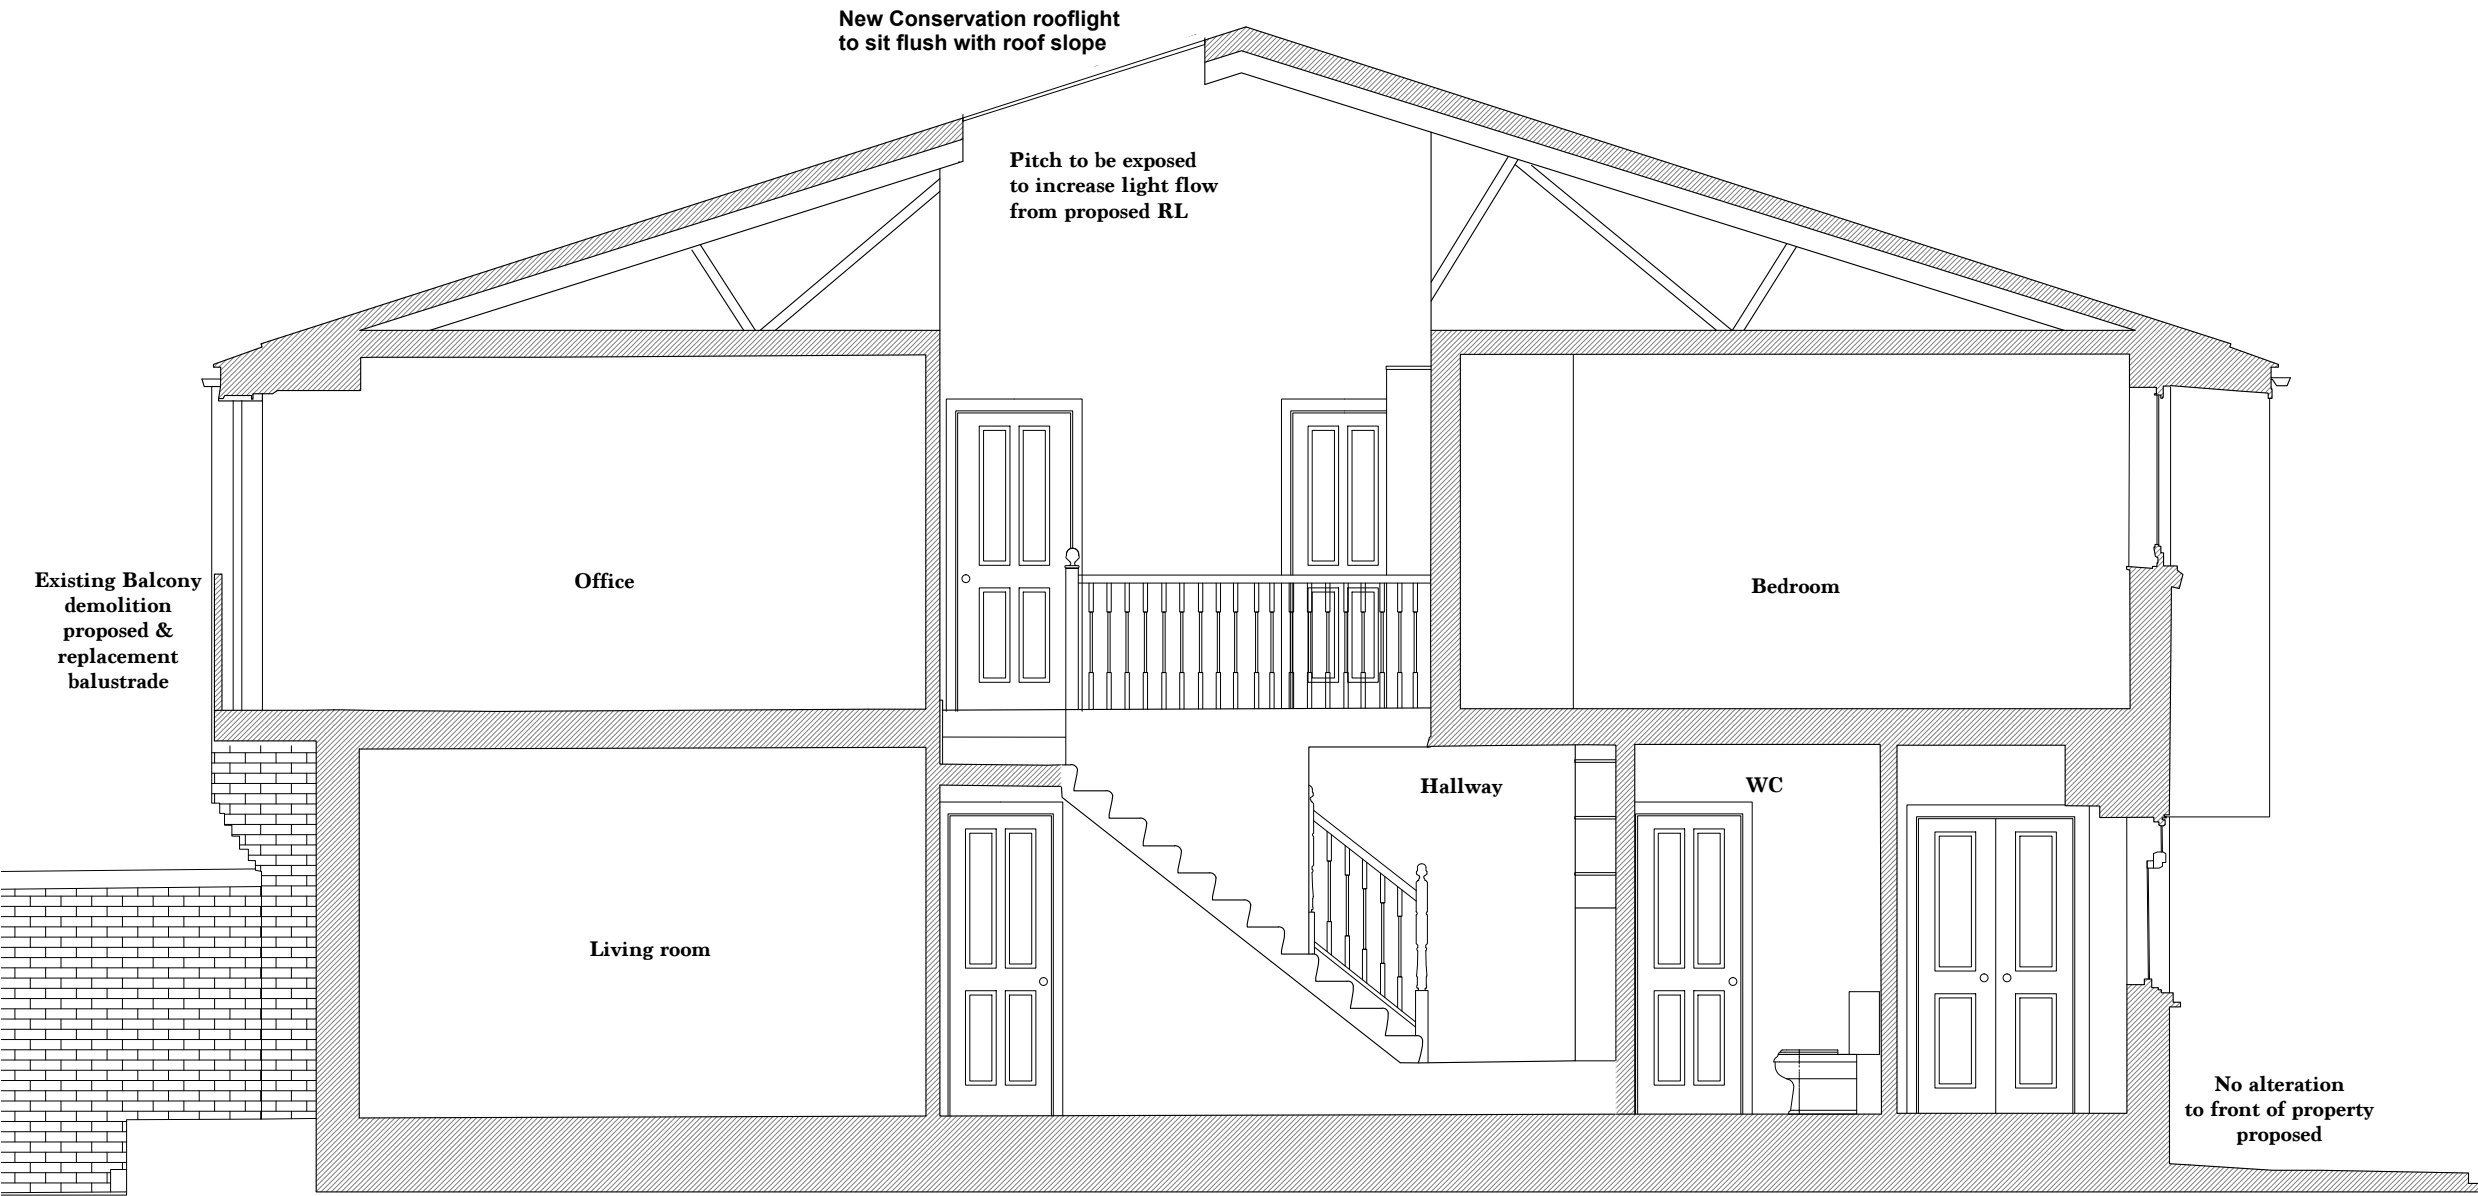 New Conservation rooflight
to sit flush with roof slope
Pitch to be exposed
to increase light flow
from proposed RL
Existing Balcony
demolition
proposed &
replacement
balustrade
Office
Bedroom
Hallway
WC
Living room
No alteration
to front of property
proposed